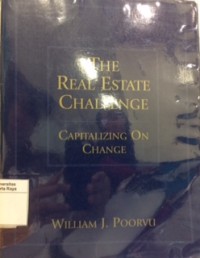 THE
REAL ESTATE
CHALLENGE
CAPITALIZING ON
CHANGE
WILLIAM J. POORVU